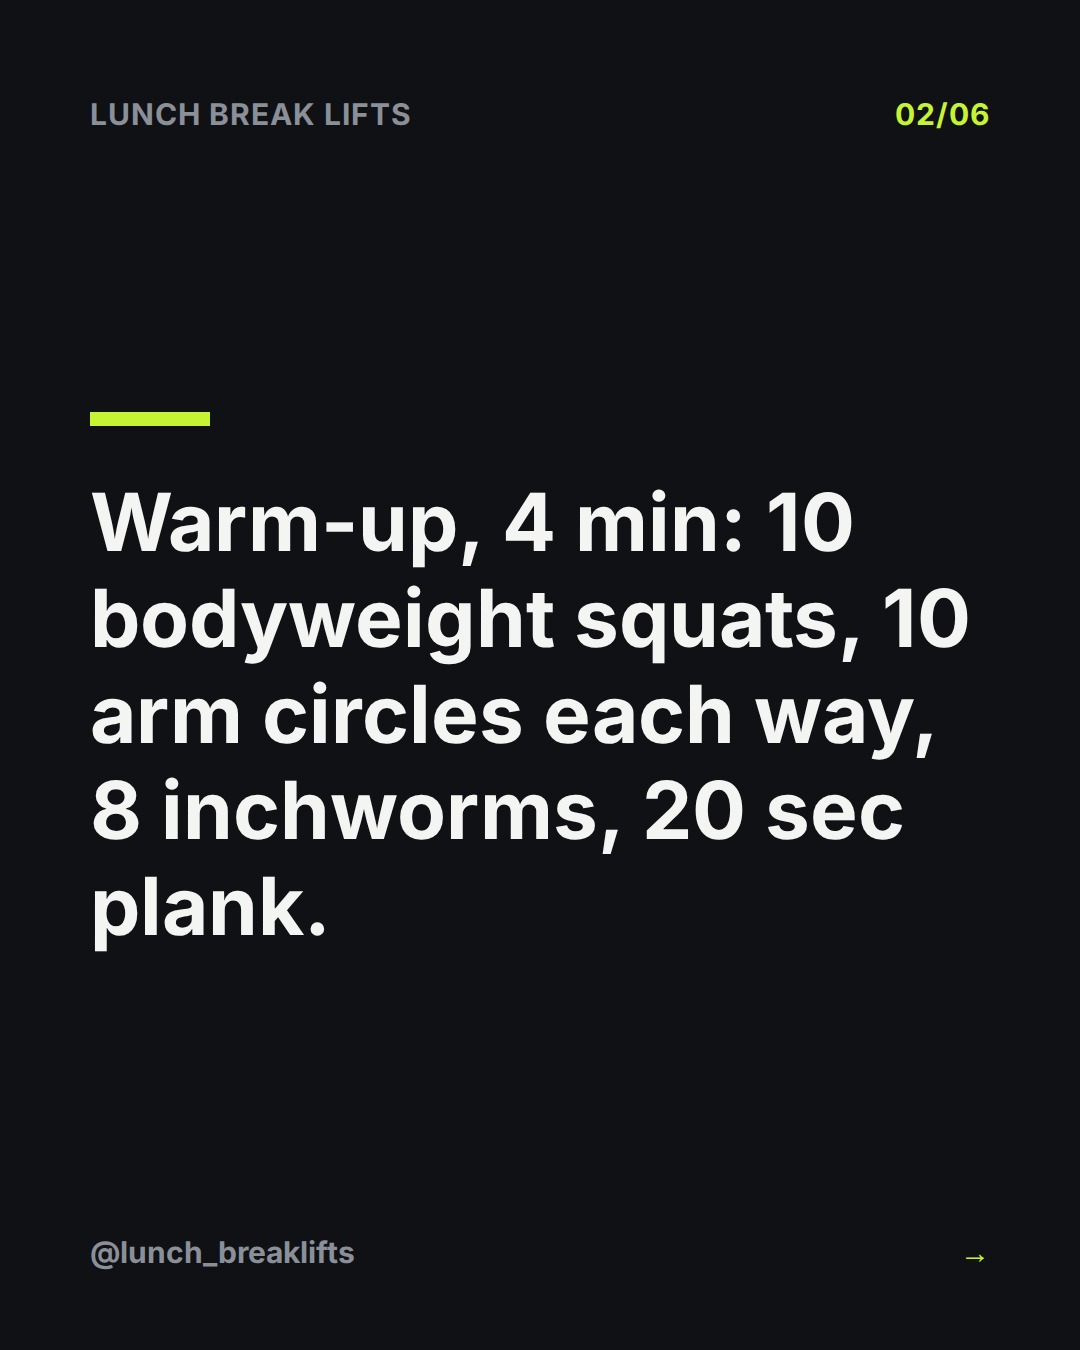 LUNCH BREAK LIFTS
02/06
Warm-up, 4 min: 10
bodyweight squats, 10
arm circles each way,
8 inchworms, 20 sec
plank.
@lunch_breaklifts
→